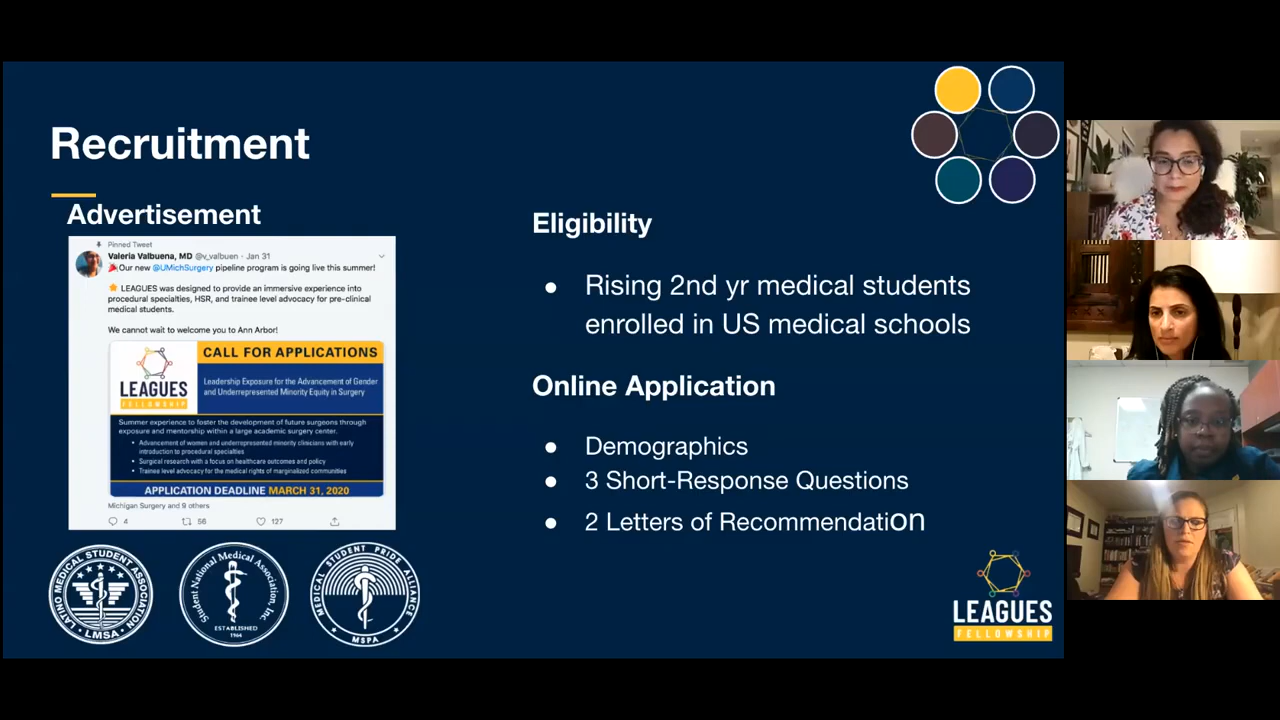 Recruitment
Advertisement
Pinned Tweet
Valeria Valbuena, MD @v_valbuen · Jan 31
Our new @UMichSurgery pipeline program is going live this summer!
LEAGUES was designed to provide an immersive experience into
procedural specialties, HSR, and trainee level advocacy for pre-clinical
medical students.
We cannot wait to welcome you to Ann Arbor!
LEAGUES
FELLOWSHIP
CALL FOR APPLICATIONS
Leadership Exposure for the Advancement of Gender
and Underrepresented Minority Equity in Surgery
Summer experience to foster the development of future surgeons through
exposure and mentorship within a large academic surgery center.
• Advancement of women and underrepresented minority clinicians with early
introduction to procedural specialties
• Surgical research with a focus on healthcare outcomes and policy
• Trainee level advocacy for the medical rights of marginalized communities
APPLICATION DEADLINE MARCH 31, 2020
Michigan Surgery and 9 others
4 56 127
LATINO MEDICAL STUDENT ASSOCIATION
LMSA
Student National Medical Association, Inc
ESTABLISHED
1964
MEDICAL STUDENT PRIDE ALLIANCE
MSPA
Eligibility
● Rising 2nd yr medical students
enrolled in US medical schools
Online Application
● Demographics
● 3 Short-Response Questions
● 2 Letters of Recommendation
LEAGUES
FELLOWSHIP